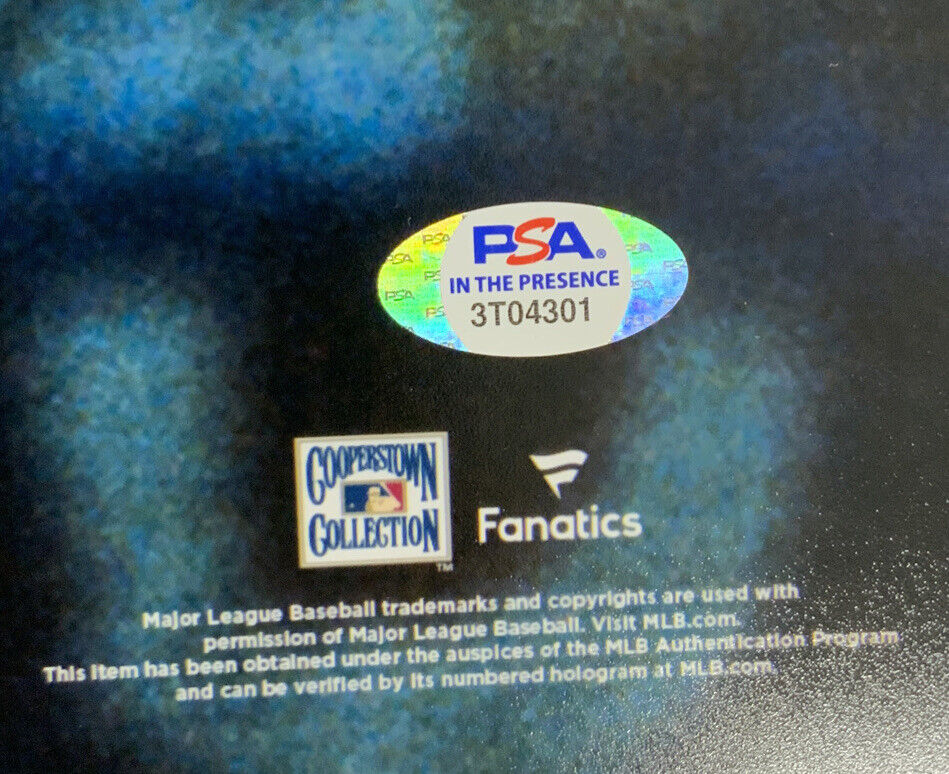 PSA®
IN THE PRESENCE
3T04301
COOPERSTOWN
COLLECTION
TM
Fanatics
Major League Baseball trademarks and copyrights are used with
permission of Major League Baseball. Visit MLB.com.
This item has been obtained under the auspices of the MLB Authentication Program
and can be verified by its numbered hologram at MLB.com.